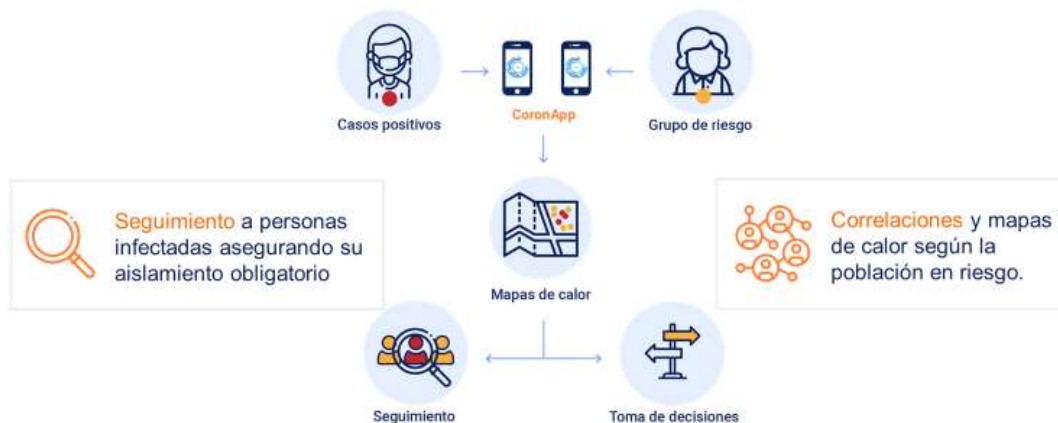 Casos positivos
CoronApp
Grupo de riesgo
Seguimiento a personas
infectadas asegurando su
aislamiento obligatorio
Correlaciones y mapas
de calor según la
población en riesgo.
Mapas de calor
Seguimiento
Toma de decisiones